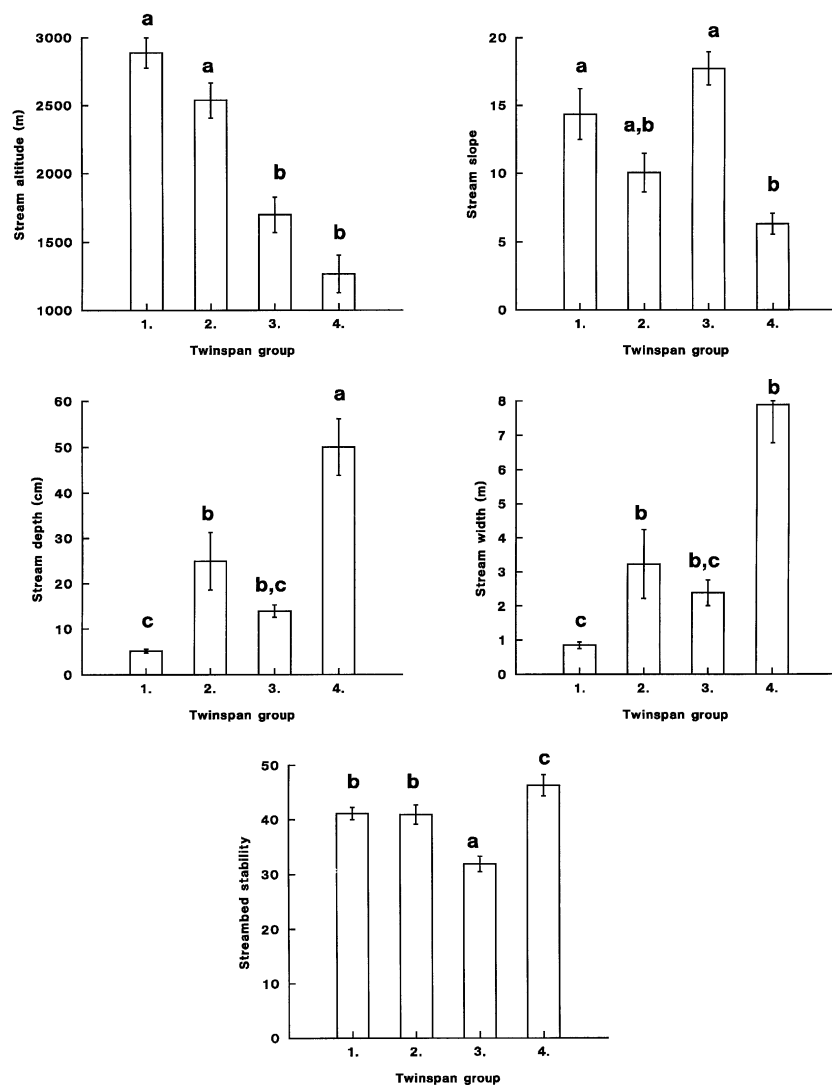 a
3000
a
2500
Stream altitude (m)
2000
b
b
1500
1000
1. 2. 3. 4.
Twinspan group
20
a
a
15
Stream slope
a,b
10
b
5
0
1. 2. 3. 4.
Twinspan group
60
a
50
Stream depth (cm)
40
b
30
20
b,c
10
c
0
1. 2. 3. 4.
Twinspan group
8
b
7
6
Stream width (m)
5
b
4
b,c
3
2
c
1
0
1. 2. 3. 4.
Twinspan group
50
c
b b
40
a
Streambed stability
30
20
10
0
1. 2. 3. 4.
Twinspan group